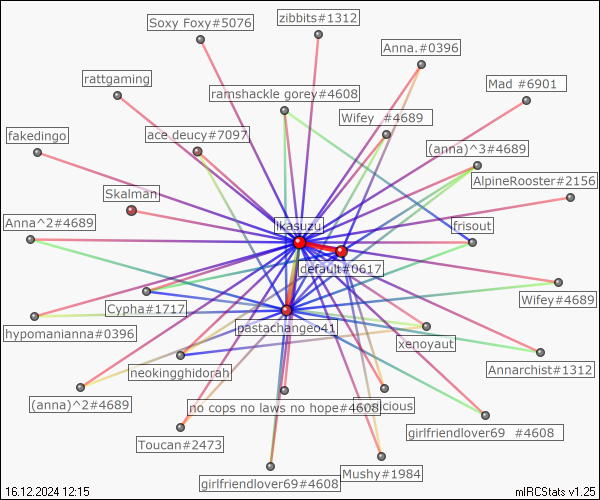 Soxy Foxy#5076
zibbits#1312
Anna.#0396
rattgaming
ramshackle gorey#4608
Mad #6901
fakedingo
ace deucy#7097
Wifey #4689
(anna)^3#4689
AlpineRooster#2156
Skalman
Anna^2#4689
ikasuzu
frisout
default#0617
Cypha#1717
Wifey#4689
hypomanianna#0396
pastachangeo41
xenoyaut
neokingghidorah
Annarchist#1312
(anna)^2#4689
no cops no laws no hope#4608
icious
Toucan#2473
girlfriendlover69 #4608
girlfriendlover69#4608
Mushy#1984
16.12.2024 12:15
mIRCStats v1.25